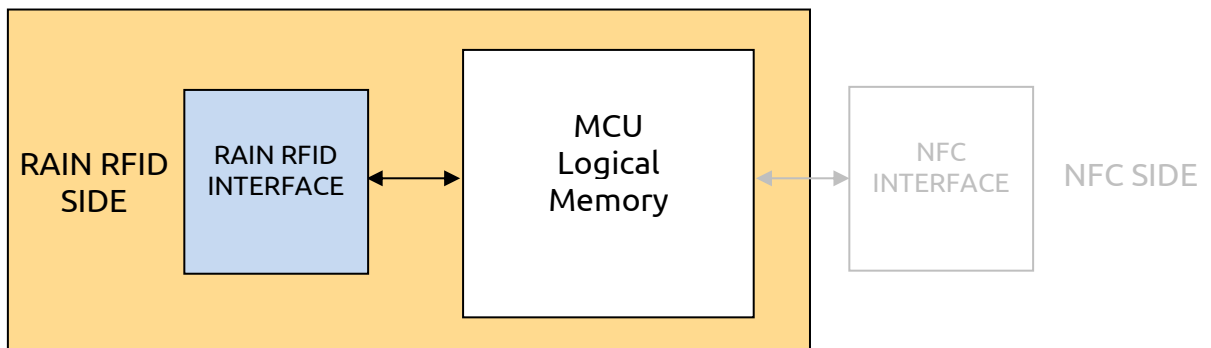 RAIN RFID
SIDE
RAIN RFID
INTERFACE
MCU
Logical
Memory
NFC
INTERFACE
NFC SIDE